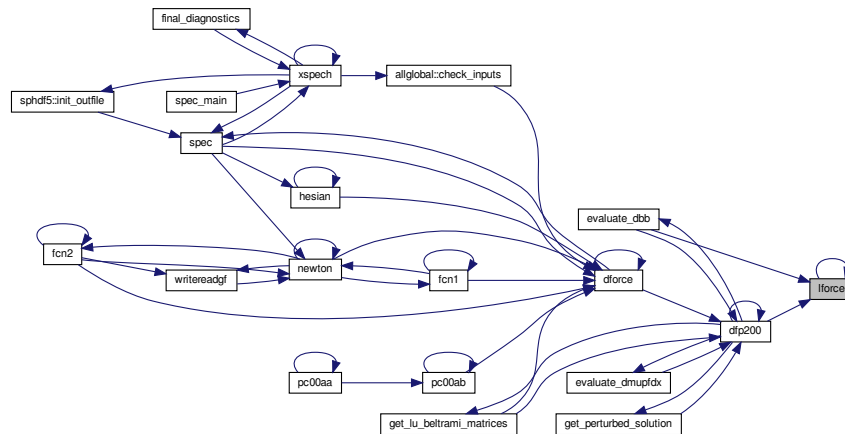 final_diagnostics
xspech
allglobal::check_inputs
sphdf5::init_outfile
spec_main
spec
hesian
evaluate_dbb
fcn2
newton
writereadgf
fcn1
dforce
lforce
dfp200
pc00aa
pc00ab
evaluate_dmupfdx
get_lu_beltrami_matrices
get_perturbed_solution